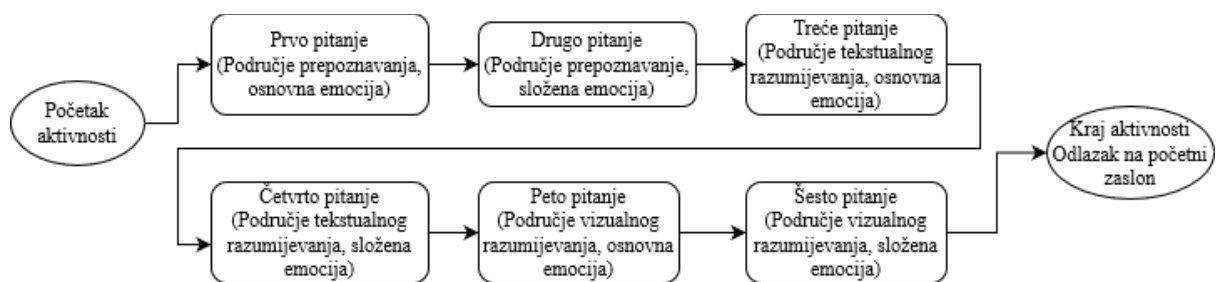 Početak
aktivnosti
Prvo pitanje
(Područje prepoznavanja,
osnovna emocija)
Drugo pitanje
(Područje prepoznavanje,
složena emocija)
Treće pitanje
(Područje tekstualnog
razumijevanja, osnovna
emocija)
Četvrto pitanje
(Područje tekstualnog
razumijevanja, složena
emocija)
Peto pitanje
(Područje vizualnog
razumijevanja, osnovna
emocija)
Šesto pitanje
(Područje vizualnog
razumijevanja, složena
emocija)
Kraj aktivnosti
Odlazak na početni
zaslon